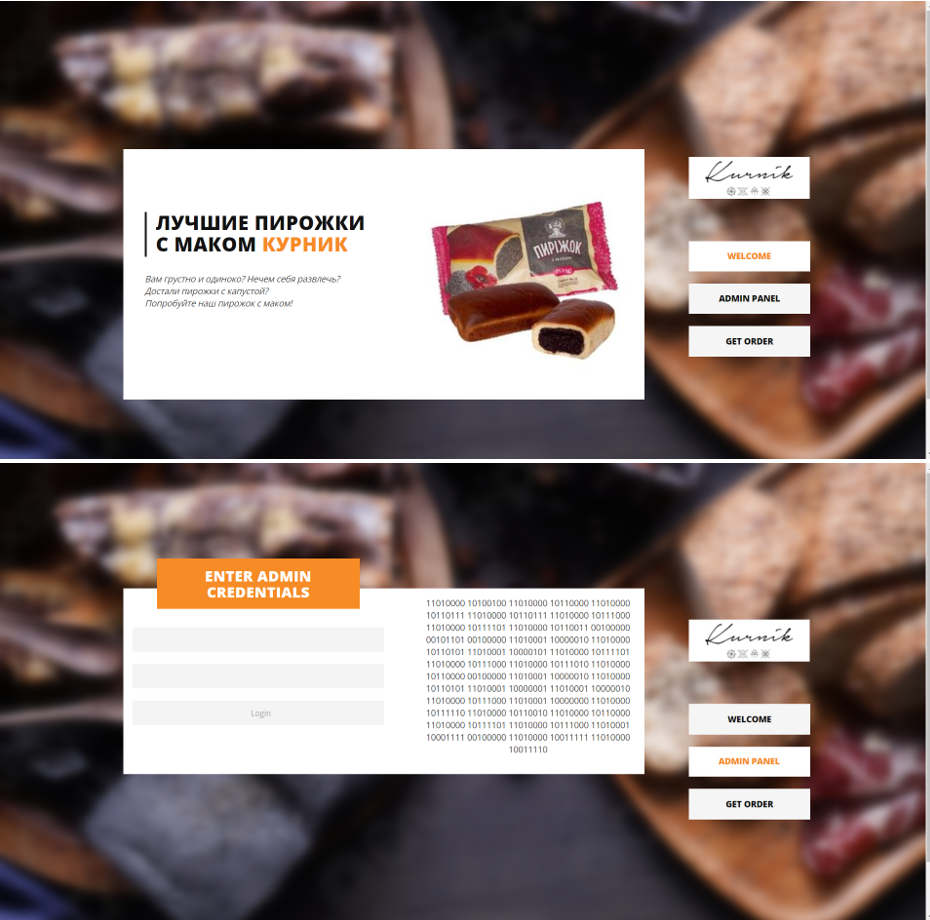 ЛУЧШИЕ ПИРОЖКИ
С МАКОМ КУРНИК
Вам грустно и одиноко? Нечем себя развлечь?
Достали пирожки с капустой?
Попробуйте наш пирожок с маком!
ПИРІЖОК
Kurnik
WELCOME
ADMIN PANEL
GET ORDER
ENTER ADMIN
CREDENTIALS
Login
11010000 10100100 11010000 10110000 11010000
10110111 11010000 10110111 11010000 10111000
11010000 10111101 11010000 10110011 00100000
00101101 00100000 11010001 10000010 11010000
10110101 11010001 10000101 11010000 10111101
11010000 10111000 11010000 10111010 11010000
10110000 00100000 11010001 10000010 11010000
10110101 11010001 10000001 11010001 10000010
11010000 10111000 11010001 10000000 11010000
10111110 11010000 10110010 11010000 10110000
11010000 10111101 11010000 10111000 11010001
10001111 00100000 11010000 10011111 11010000
10011110
Kurnik
WELCOME
ADMIN PANEL
GET ORDER